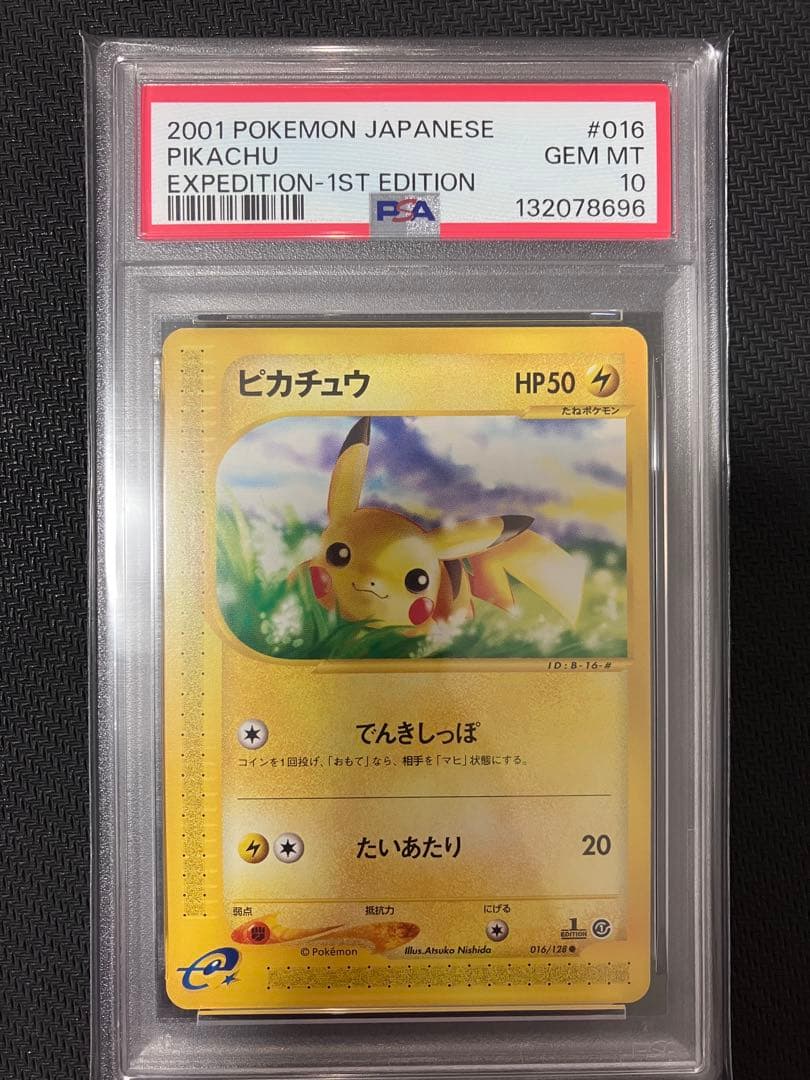 2001 POKEMON JAPANESE #016
PIKACHU GEM MT
EXPEDITION-1ST EDITION 10
PSA 132078696
ピカチュウ HP50
たねポケモン
ID:B-16-#
でんきしっぽ
コインを1回投げ、「おもて」なら、相手を「マヒ」状態にする。
たいあたり 20
弱点 抵抗力 にげる
1
EDITION
© Pokémon Illus.Atsuko Nishida 016/128 ●
e